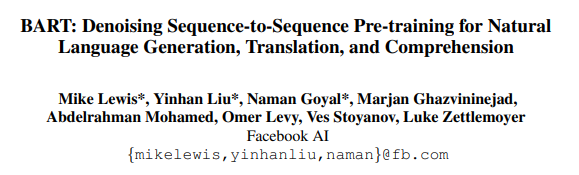 BART: Denoising Sequence-to-Sequence Pre-training for Natural
Language Generation, Translation, and Comprehension
Mike Lewis*, Yinhan Liu*, Naman Goyal*, Marjan Ghazvininejad,
Abdelrahman Mohamed, Omer Levy, Ves Stoyanov, Luke Zettlemoyer
Facebook AI
{mikelewis,yinhanliu,naman}@fb.com